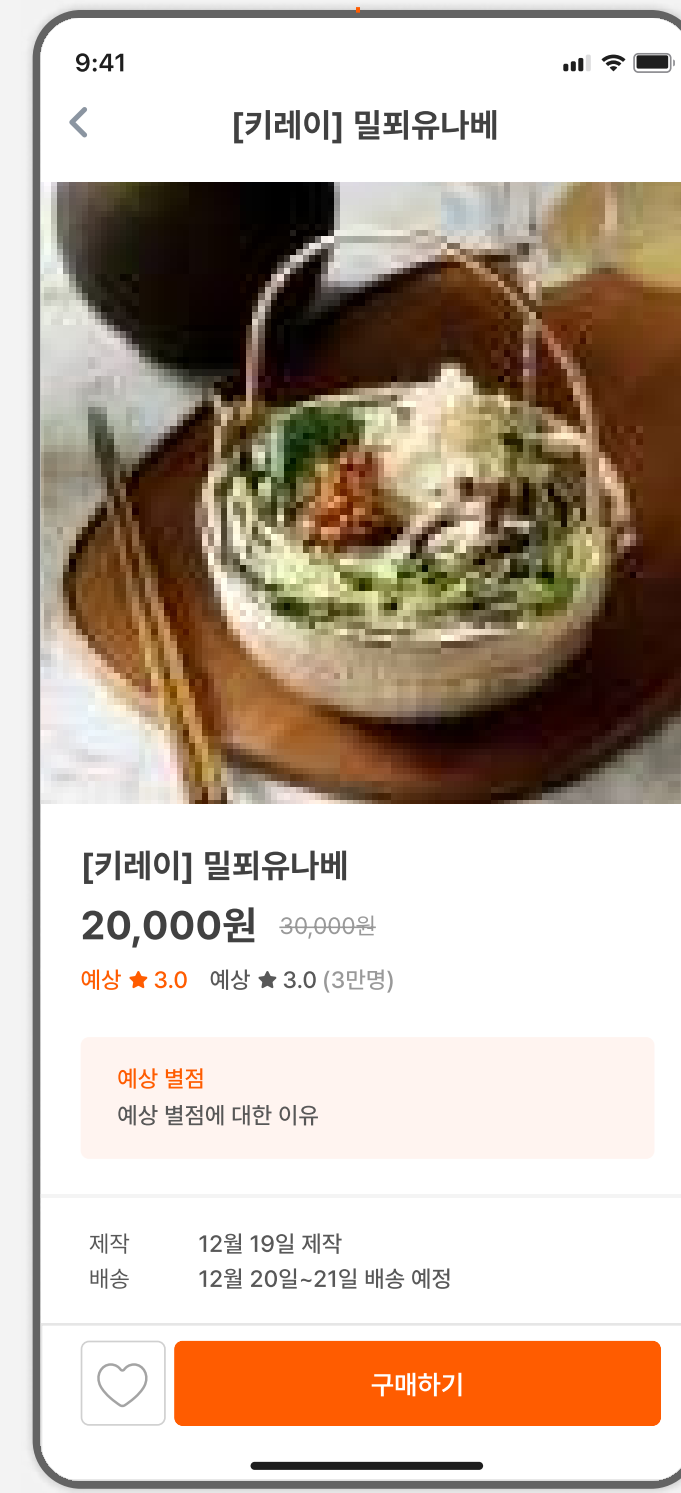 9:41
[키레이] 밀푀유나베
[키레이] 밀푀유나베
20,000원 30,000원
예상 ★ 3.0 예상 ★ 3.0 (3만명)
예상 별점
예상 별점에 대한 이유
제작 12월 19일 제작
배송 12월 20일~21일 배송 예정
구매하기